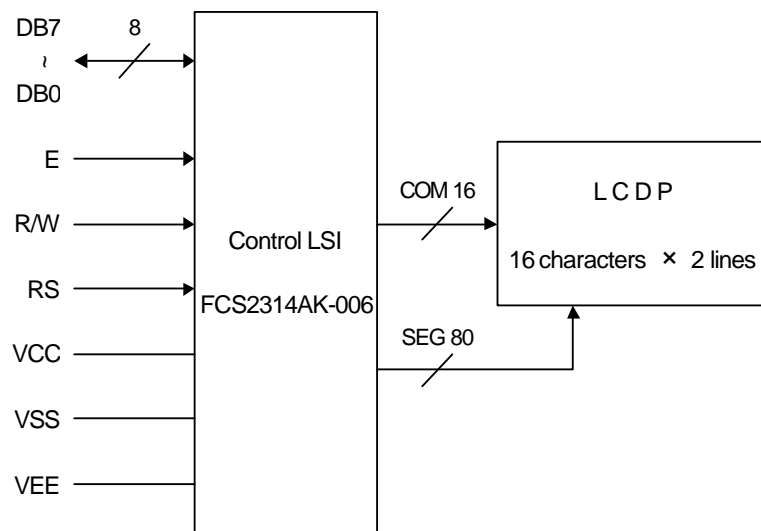 DB7
8
~
DB0
E
R/W
RS
VCC
VSS
VEE
Control LSI
FCS2314AK-006
COM 16
SEG 80
L C D P
16 characters × 2 lines